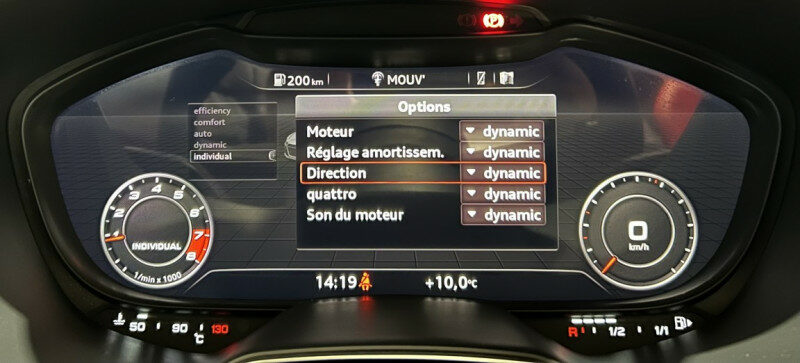 200 km MOUV'
Options
efficiency
comfort
auto
dynamic
individual
Moteur dynamic
Réglage amortissem. dynamic
Direction dynamic
quattro dynamic
Son du moteur dynamic
1 2 3 4 5 6 7 8
INDIVIDUAL
1/min x 1000
0
km/h
14:19 +10,0°C
50 90 130
°C
R 1/2 1/1